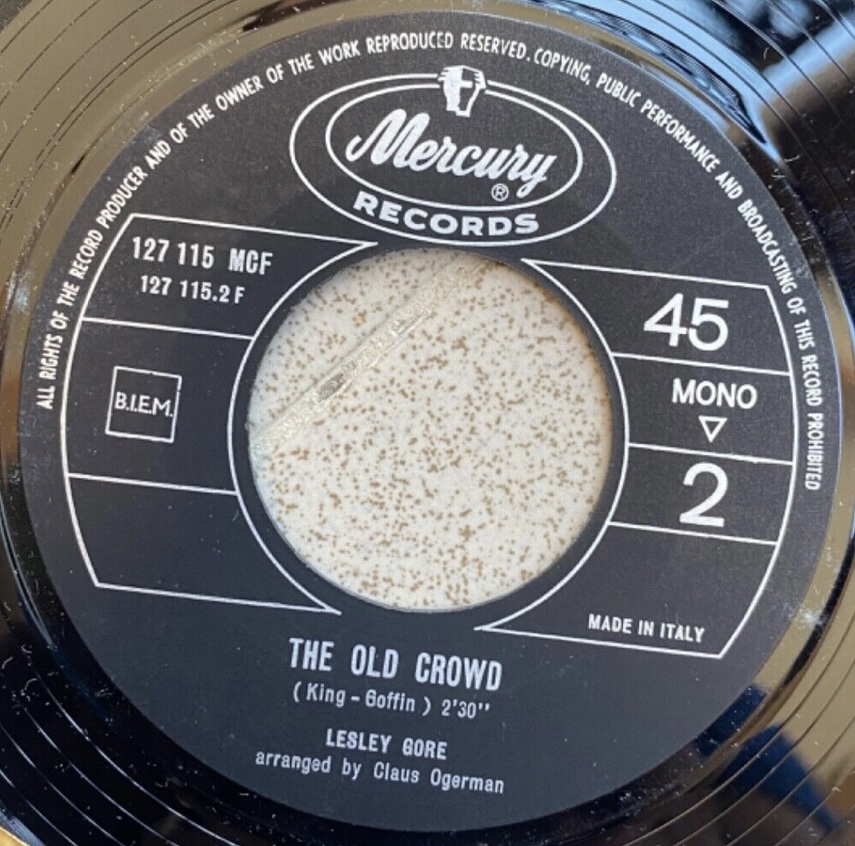 ALL RIGHTS OF THE RECORD PRODUCER AND OF THE OWNER OF THE WORK REPRODUCED RESERVED. COPYING, PUBLIC PERFORMANCE AND BROADCASTING OF THIS RECORD PROHIBITED
Mercury
®
RECORDS
127 115 MCF
127 115.2 F
B.I.E.M.
45
MONO
2
MADE IN ITALY
THE OLD CROWD
(King - Goffin) 2'30''
LESLEY GORE
arranged by Claus Ogerman